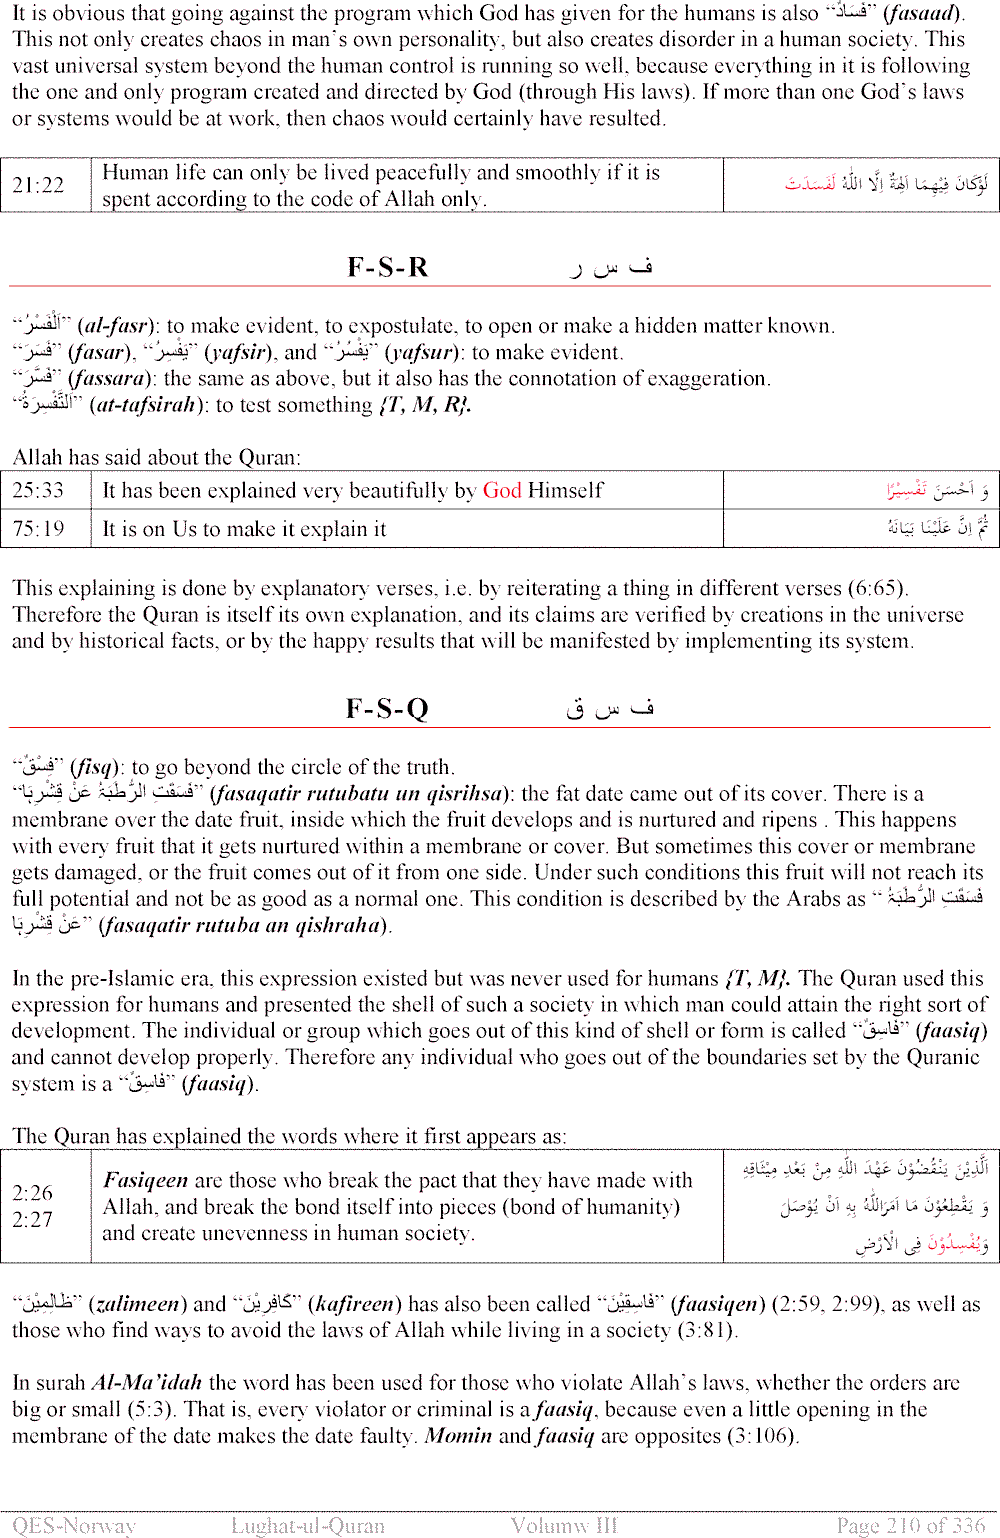 It is obvious that going against the program which God has given for the humans is also “فَسَادٌ” (fasaad).
This not only creates chaos in man’s own personality, but also creates disorder in a human society. This
vast universal system beyond the human control is running so well, because everything in it is following
the one and only program created and directed by God (through His laws). If more than one God’s laws
or systems would be at work, then chaos would certainly have resulted.
21:22
Human life can only be lived peacefully and smoothly if it is
spent according to the code of Allah only.
لَوْكَانَ فِيْهِمَا اٰلِهَةٌ اِلَّا اللّٰهُ لَفَسَدَتَ
F-S-R ف س ر
“اَلْفَسْرُ” (al-fasr): to make evident, to expostulate, to open or make a hidden matter known.
“فَسَرَ” (fasar), “يَفْسِرُ” (yafsir), and “يَفْسُرُ” (yafsur): to make evident.
“فَسَّرَ” (fassara): the same as above, but it also has the connotation of exaggeration.
“اَلتَّفْسِرَةُ” (at-tafsirah): to test something {T, M, R}.
Allah has said about the Quran:
25:33 It has been explained very beautifully by God Himself وَ اَحْسَنَ تَفْسِيْرًا
75:19 It is on Us to make it explain it ثُمَّ اِنَّ عَلَيْنَا بَيَانَهُ
This explaining is done by explanatory verses, i.e. by reiterating a thing in different verses (6:65).
Therefore the Quran is itself its own explanation, and its claims are verified by creations in the universe
and by historical facts, or by the happy results that will be manifested by implementing its system.
F-S-Q ف س ق
“فِسْقٌ” (fisq): to go beyond the circle of the truth.
“فَسَقَتِ الرُّطَبَةُ عَنْ قِشْرِہَا” (fasaqatir rutubatu un qisrihsa): the fat date came out of its cover. There is a
membrane over the date fruit, inside which the fruit develops and is nurtured and ripens . This happens
with every fruit that it gets nurtured within a membrane or cover. But sometimes this cover or membrane
gets damaged, or the fruit comes out of it from one side. Under such conditions this fruit will not reach its
full potential and not be as good as a normal one. This condition is described by the Arabs as “فَسَقَتِ الرُّطَبَةُ
عَنْ قِشْرِہَا” (fasaqatir rutuba an qishraha).
In the pre-Islamic era, this expression existed but was never used for humans {T, M}. The Quran used this
expression for humans and presented the shell of such a society in which man could attain the right sort of
development. The individual or group which goes out of this kind of shell or form is called “فَاسِقٌ” (faasiq)
and cannot develop properly. Therefore any individual who goes out of the boundaries set by the Quranic
system is a “فَاسِقٌ” (faasiq).
The Quran has explained the words where it first appears as:
2:26
2:27
Fasiqeen are those who break the pact that they have made with
Allah, and break the bond itself into pieces (bond of humanity)
and create unevenness in human society.
الَّذِيْنَ يَنْقُضُوْنَ عَهْدَ اللّٰهِ مِنْ بَعْدِ مِيْثَاقِهِ
وَ يَقْطِعُوْنَ مَا اَمَرَاللّٰهُ بِهِ اَنْ يُوْصَلَ
وَيُفْسِدُوْنَ فِى الْاَرْضِ
“ظَالِمِيْنَ” (zalimeen) and “كَافِرِيْنَ” (kafireen) has also been called “فَاسِقِيْنَ” (faasiqen) (2:59, 2:99), as well as
those who find ways to avoid the laws of Allah while living in a society (3:81).
In surah Al-Ma’idah the word has been used for those who violate Allah’s laws, whether the orders are
big or small (5:3). That is, every violator or criminal is a faasiq, because even a little opening in the
membrane of the date makes the date faulty. Momin and faasiq are opposites (3:106).
QES-Norway Lughat-ul-Quran Volumw III Page 210 of 336